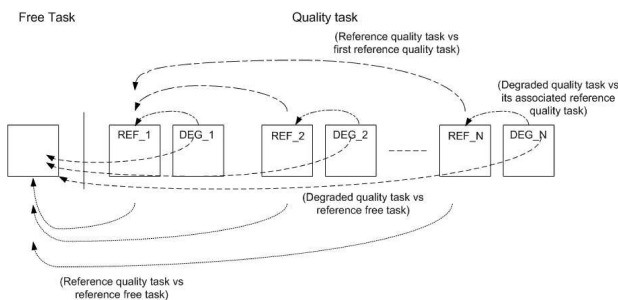 Free Task
Quality task
(Reference quality task vs
first reference quality task)
(Degraded quality task vs
its associated reference
quality task)
REF_1
DEG_1
REF_2
DEG_2
REF_N
DEG_N
(Degraded quality task vs
reference free task)
(Reference quality task vs
reference free task)